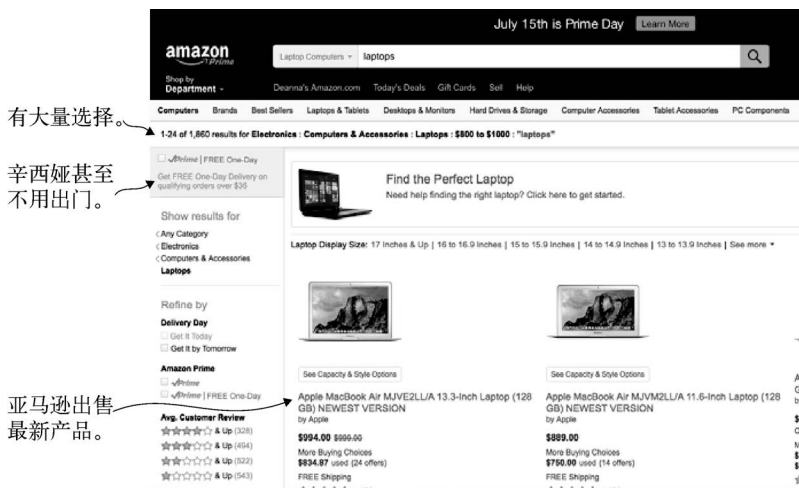 July 15th is Prime Day Learn More
amazon
Prime
Laptop Computers laptops
Shop by
Department
Deanna's Amazon.com Today's Deals Gift Cards Sell Help
Computers Brands Best Sellers Laptops & Tablets Desktops & Monitors Hard Drives & Storage Computer Accessories Tablet Accessories PC Components
有大量选择。
1-24 of 1,860 results for Electronics : Computers & Accessories : Laptops : $800 to $1000 : "laptops"
辛西娅甚至
不用出门。
Prime | FREE One-Day
Get FREE One-Day Delivery on
qualifying orders over $35
Find the Perfect Laptop
Need help finding the right laptop? Click here to get started.
Show results for
Any Category
Electronics
Computers & Accessories
Laptops
Laptop Display Size: 17 Inches & Up | 16 to 16.9 Inches | 15 to 15.9 Inches | 14 to 14.9 Inches | 13 to 13.9 Inches | See more
Refine by
Delivery Day
Get It Today
Get It by Tomorrow
Amazon Prime
Prime
Prime | FREE One-Day
Avg. Customer Review
& Up (328)
& Up (494)
& Up (522)
& Up (543)
亚马逊出售
最新产品。
See Capacity & Style Options
Apple MacBook Air MJVE2LL/A 13.3-Inch Laptop (128
GB) NEWEST VERSION
by Apple
$994.00 $999.00
More Buying Choices
$834.87 used (24 offers)
FREE Shipping
See Capacity & Style Options
Apple MacBook Air MJVM2LL/A 11.6-Inch Laptop (128
GB) NEWEST VERSION
by Apple
$889.00
More Buying Choices
$750.00 used (14 offers)
FREE Shipping